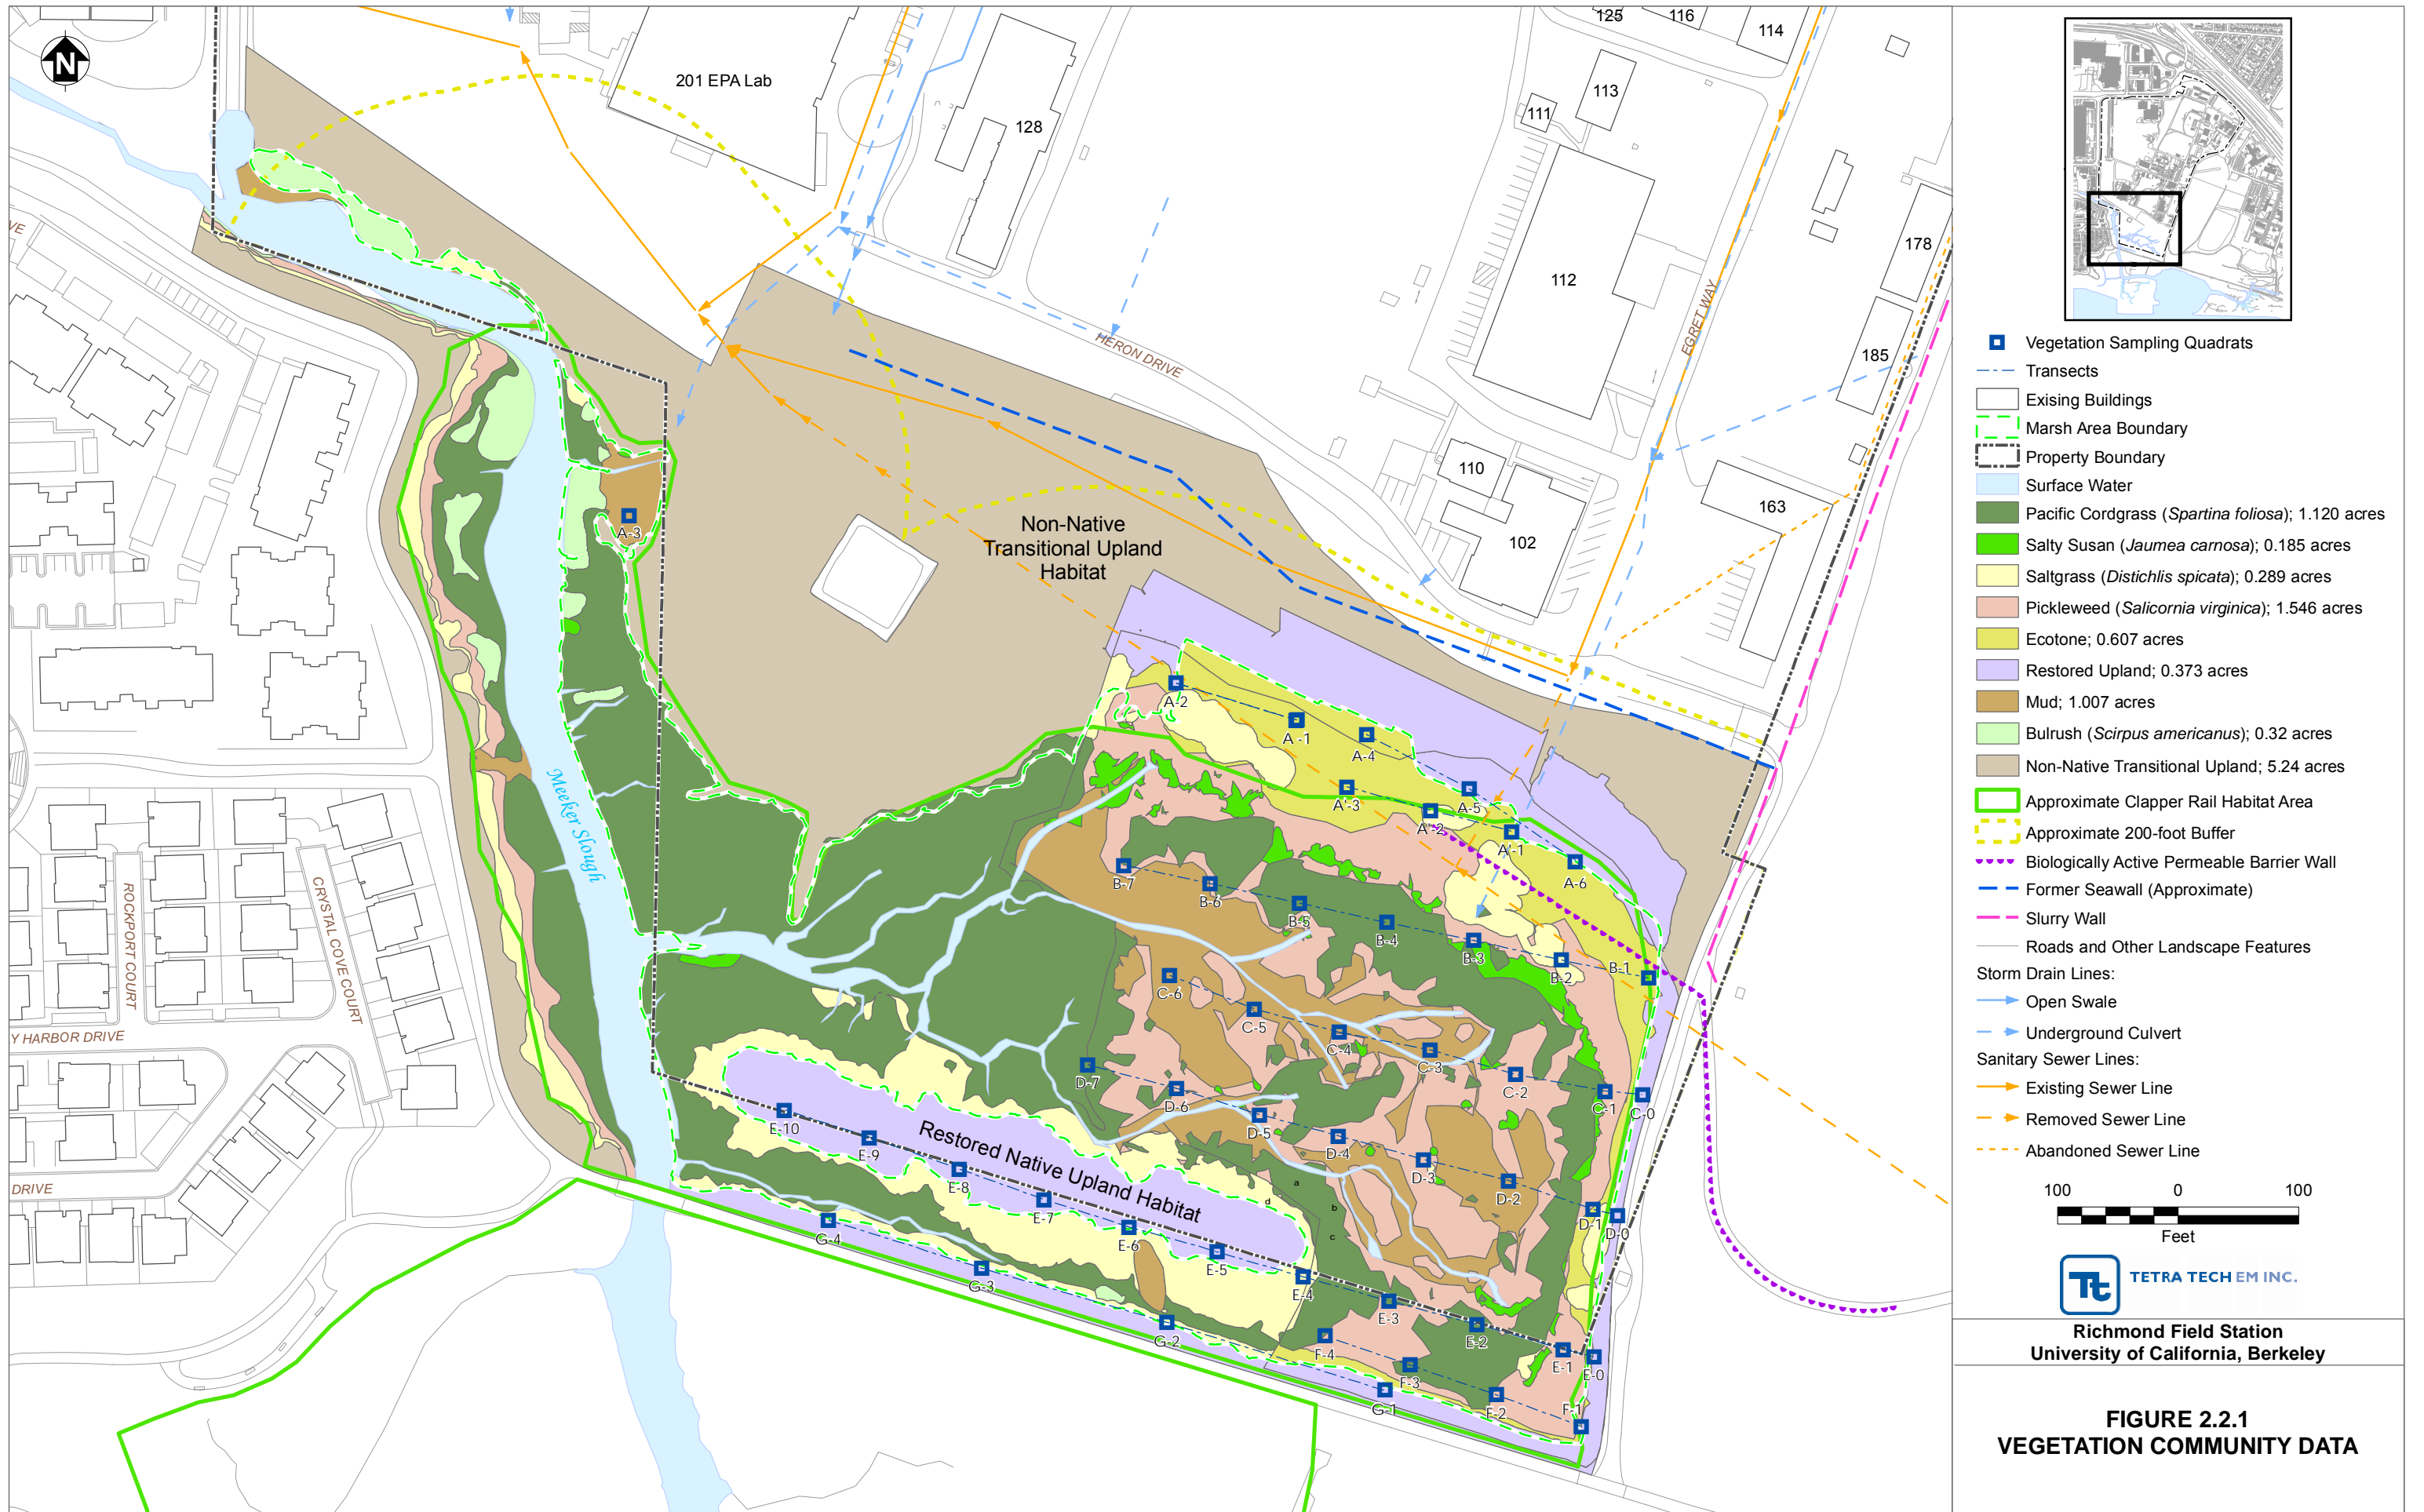 N
201 EPA Lab
128
125
116
114
113
111
112
178
185
110
102
163
VE
HERON DRIVE
EGRET WAY
Non-Native
Transitional Upland
Habitat
A-3
A-2
A-1
A-4
A'-3
A'-2
A-5
A'-1
A-6
B-7
B-6
B-5
B-4
B-3
B-2
B-1
C-6
C-5
C-4
C-3
C-2
C-1
C-0
D-7
D-6
D-5
D-4
D-3
D-2
D-1
D-0
E-10
E-9
E-8
E-7
E-6
E-5
E-4
E-3
E-2
E-1
E-0
F-4
F-3
F-2
F-1
G-4
G-3
G-2
G-1
a
b
c
d
Restored Native Upland Habitat
Meeker Slough
ROCKPORT COURT
CRYSTAL COVE COURT
Y HARBOR DRIVE
DRIVE
Vegetation Sampling Quadrats
Transects
Exising Buildings
Marsh Area Boundary
Property Boundary
Surface Water
Pacific Cordgrass (Spartina foliosa); 1.120 acres
Salty Susan (Jaumea carnosa); 0.185 acres
Saltgrass (Distichlis spicata); 0.289 acres
Pickleweed (Salicornia virginica); 1.546 acres
Ecotone; 0.607 acres
Restored Upland; 0.373 acres
Mud; 1.007 acres
Bulrush (Scirpus americanus); 0.32 acres
Non-Native Transitional Upland; 5.24 acres
Approximate Clapper Rail Habitat Area
Approximate 200-foot Buffer
Biologically Active Permeable Barrier Wall
Former Seawall (Approximate)
Slurry Wall
Roads and Other Landscape Features
Storm Drain Lines:
Open Swale
Underground Culvert
Sanitary Sewer Lines:
Existing Sewer Line
Removed Sewer Line
Abandoned Sewer Line
100 0 100
Feet
Tt TETRA TECH EM INC.
Richmond Field Station
University of California, Berkeley
FIGURE 2.2.1
VEGETATION COMMUNITY DATA